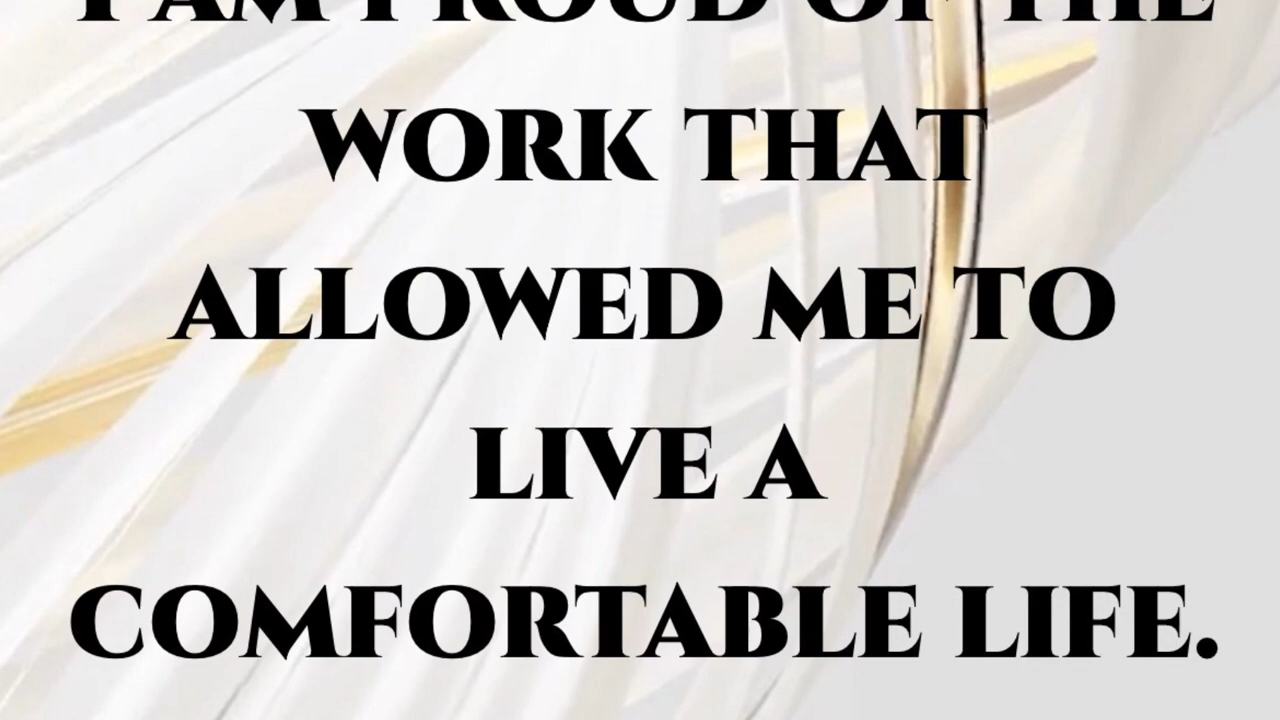 I AM PROUD OF THE
WORK THAT
ALLOWED ME TO
LIVE A
COMFORTABLE LIFE.